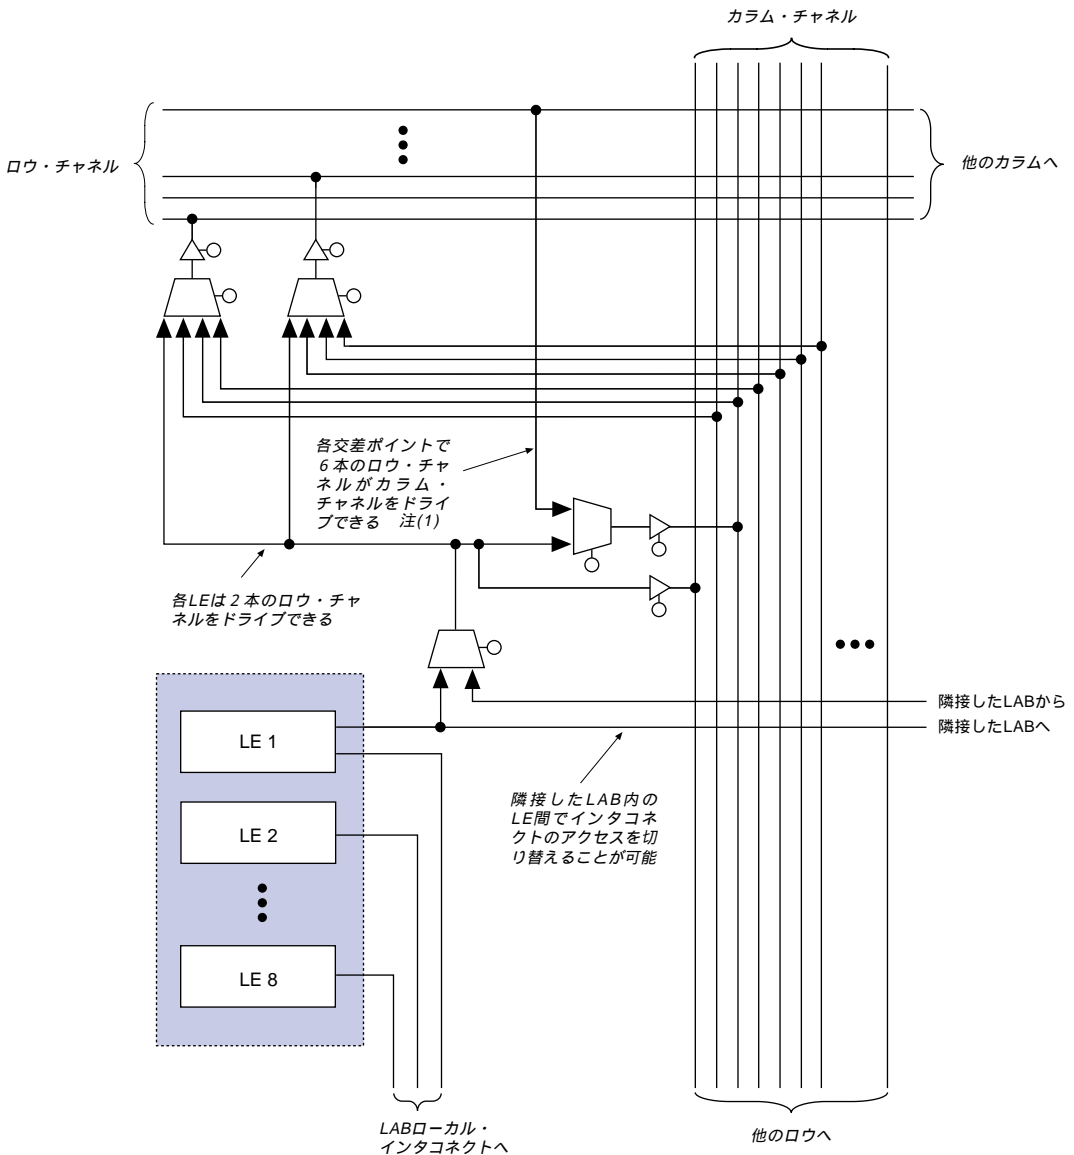 カラム・チャネル
ロウ・チャネル
他のカラムへ
各交差ポイントで
6 本のロウ・チャ
ネルがカラム・
チャネルをドライ
ブできる 注(1)
各LEは 2 本のロウ・チャ
ネルをドライブできる
隣接したLABから
隣接したLABへ
LE 1
隣接したLAB内の
LE間でインタコネ
クトのアクセスを切
り替えることが可能
LE 2
LE 8
LABローカル・
インタコネクトへ
他のロウへ